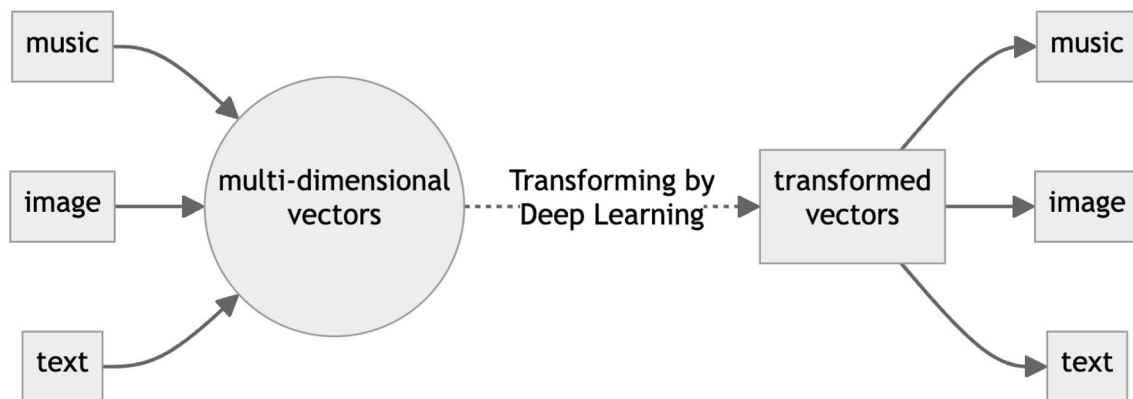 music
image
text
multi-dimensional
vectors
Transforming by
Deep Learning
transformed
vectors
music
image
text